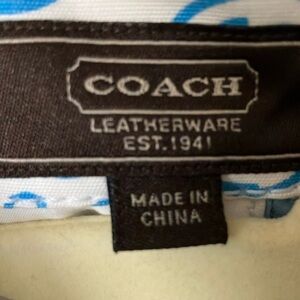 COACH
LEATHERWARE
EST. 1941
MADE IN
CHINA